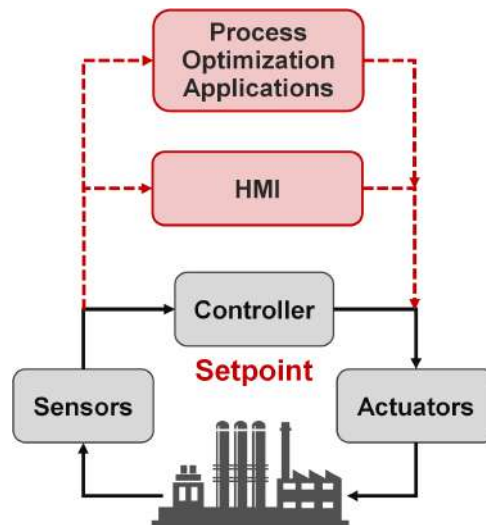 Process
Optimization
Applications
HMI
Controller
Setpoint
Sensors
Actuators